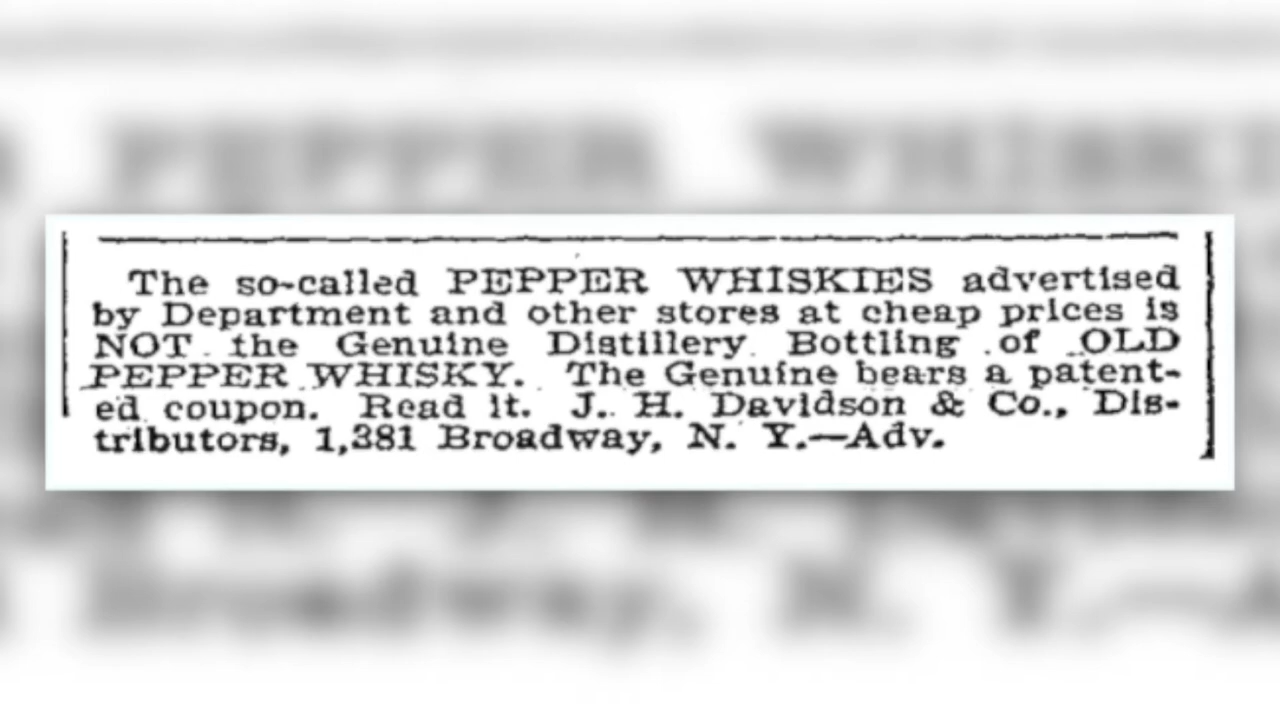 The so-called PEPPER WHISKIES advertised
by Department and other stores at cheap prices is
NOT the Genuine Distillery Bottling of OLD
PEPPER WHISKY. The Genuine bears a patent-
ed coupon. Read it. J. H. Davidson & Co., Dis-
tributors, 1,381 Broadway, N. Y.—Adv.